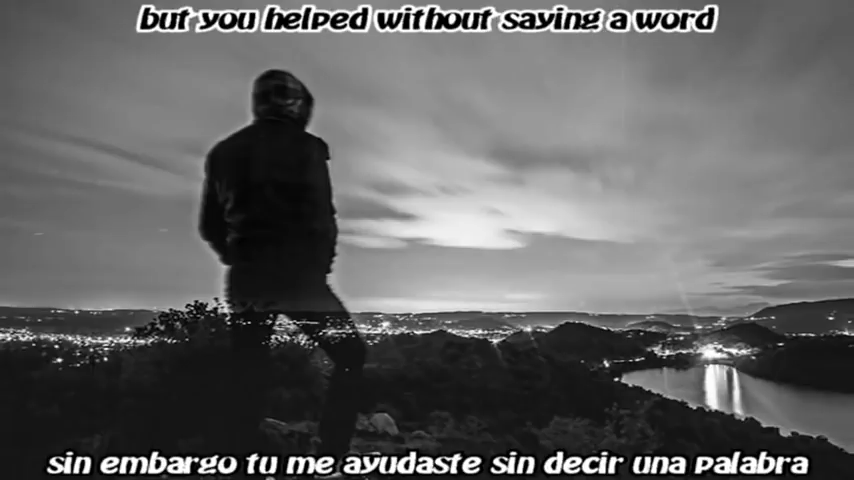 but you helped without saying a word
sin embargo tu me ayudaste sin decir una palabra